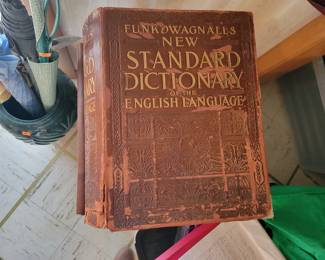 FUNK & WAGNALLS
NEW
STANDARD
DICTIONARY
OF THE
ENGLISH LANGUAGE